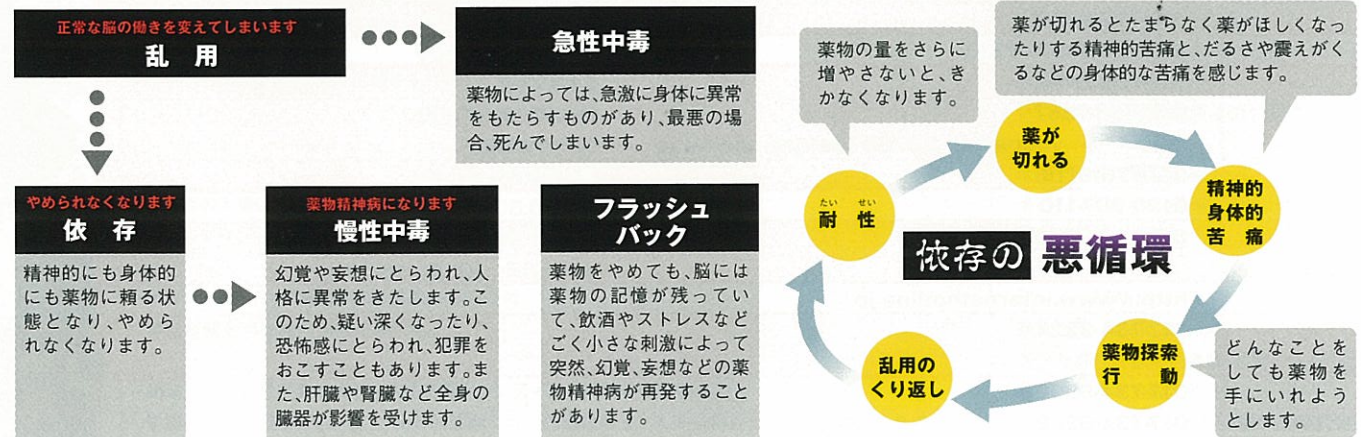 正常な脳の働きを変えてしまいます
乱 用
急性中毒
薬物によっては、急激に身体に異常
をもたらすものがあり、最悪の場
合、死んでしまいます。
やめられなくなります
依 存
精神的にも身体的
にも薬物に頼る状
態となり、やめら
れなくなります。
薬物精神病になります
慢性中毒
幻覚や妄想にとらわれ、人
格に異常をきたします。こ
のため、疑い深くなったり、
恐怖感にとらわれ、犯罪を
おこすこともあります。ま
た、肝臓や腎臓など全身の
臓器が影響を受けます。
フラッシュ
バック
薬物をやめても、脳には
薬物の記憶が残ってい
て、飲酒やストレスなど
ごく小さな刺激によって
突然、幻覚、妄想などの薬
物精神病が再発すること
があります。
依存の 悪循環
薬が
切れる
薬が切れるとたまらなく薬がほしくなっ
たりする精神的苦痛と、だるさや震えがく
るなどの身体的な苦痛を感じます。
精神的
身体的
苦 痛
薬物探索
行 動
どんなことを
しても薬物を
手にいれよう
とします。
乱用の
くり返し
たい せい
耐 性
薬物の量をさらに
増やさないと、き
かなくなります。